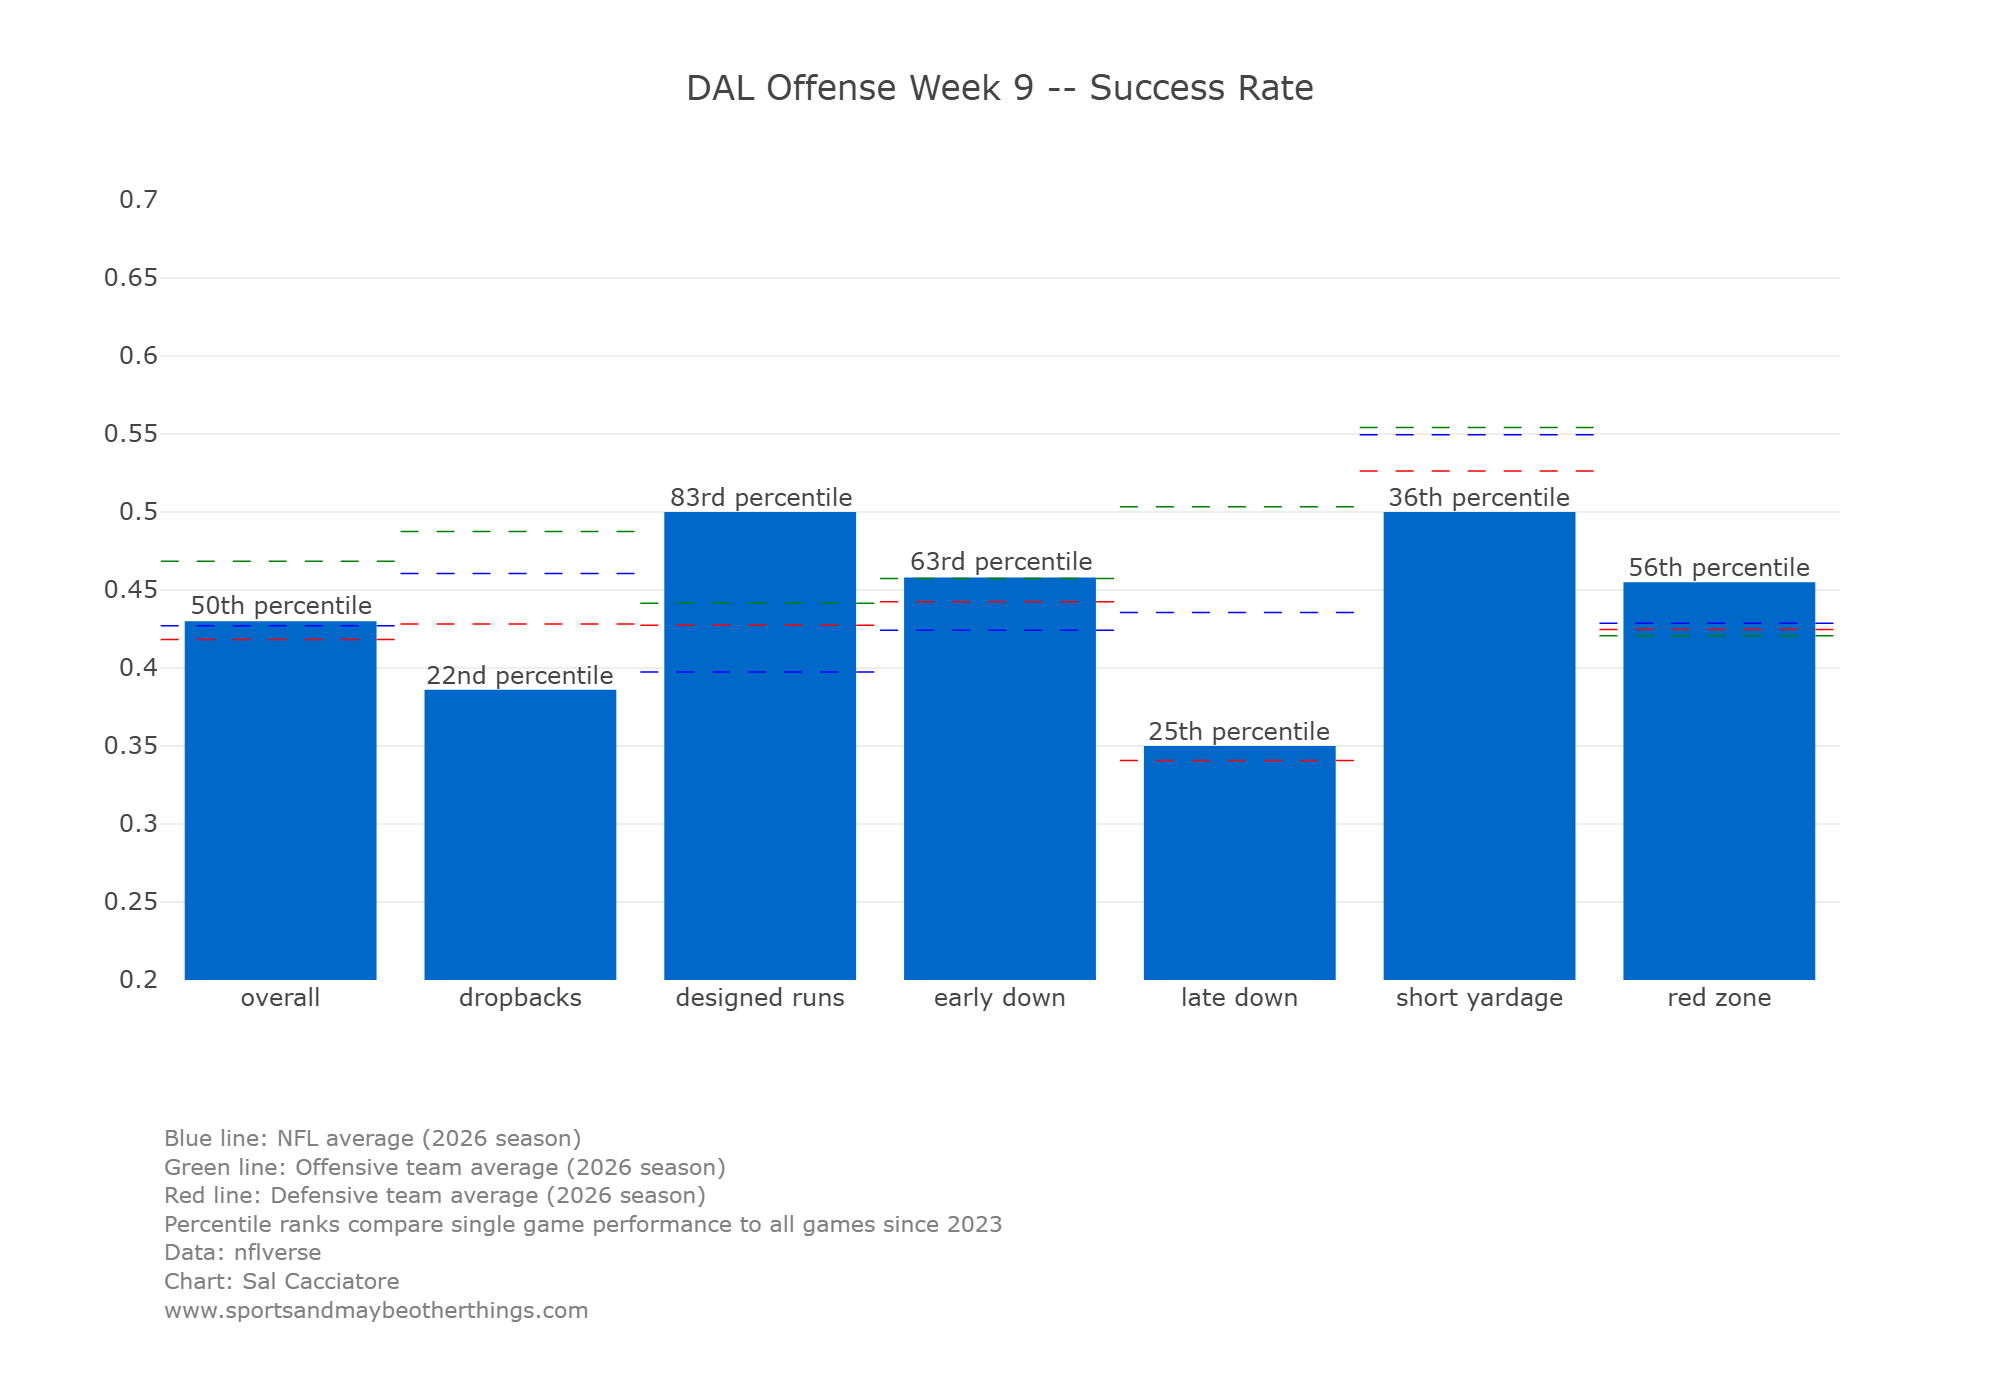 DAL Offense Week 9 -- Success Rate
0.7
0.65
0.6
0.55
0.5
0.45
0.4
0.35
0.3
0.25
0.2
50th percentile
22nd percentile
83rd percentile
63rd percentile
25th percentile
36th percentile
56th percentile
overall
dropbacks
designed runs
early down
late down
short yardage
red zone
Blue line: NFL average (2026 season)
Green line: Offensive team average (2026 season)
Red line: Defensive team average (2026 season)
Percentile ranks compare single game performance to all games since 2023
Data: nflverse
Chart: Sal Cacciatore
www.sportsandmaybeotherthings.com